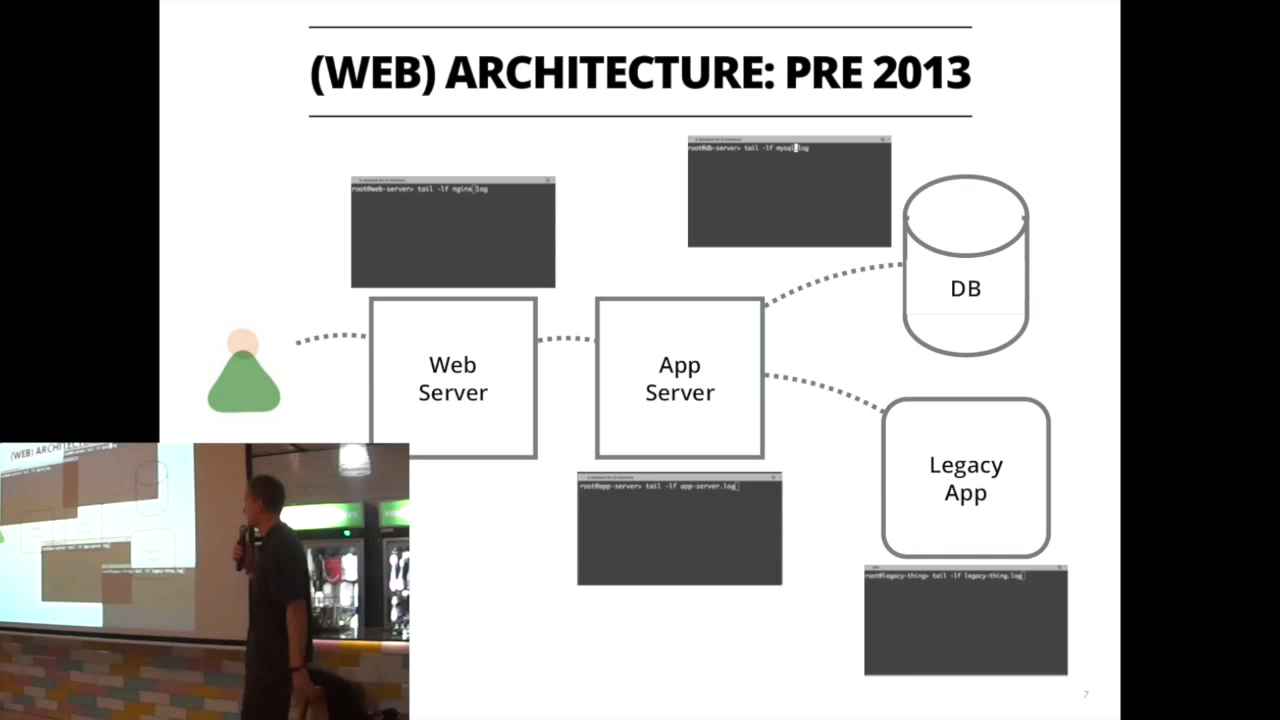 (WEB) ARCHITECTURE: PRE 2013
root@db-server> tail -lf mysql.log
root@web-server> tail -lf nginx.log
DB
Web
Server
App
Server
Legacy
App
root@app-server> tail -lf app-server.log
root@legacy-thing> tail -lf legacy-thing.log
7
(WEB) ARCHITECTU